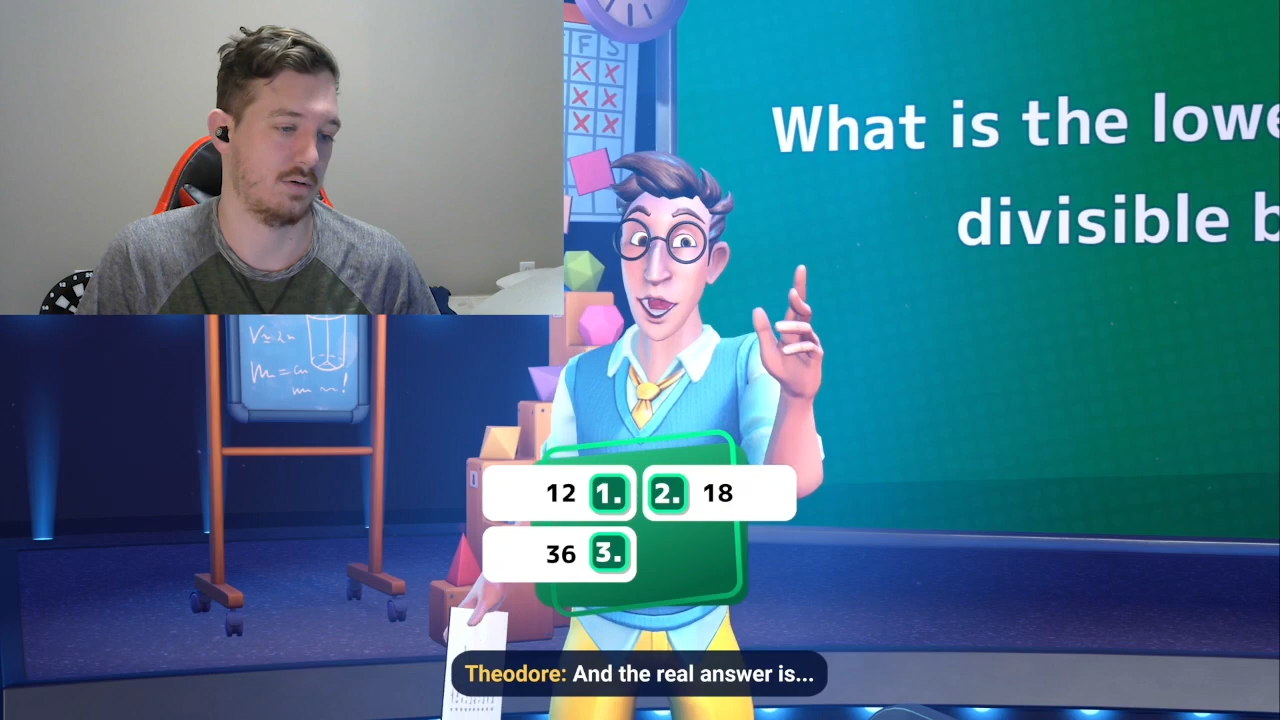 F S
What is the lowe
divisible b
12 1. 2. 18
36 3.
Theodore: And the real answer is...